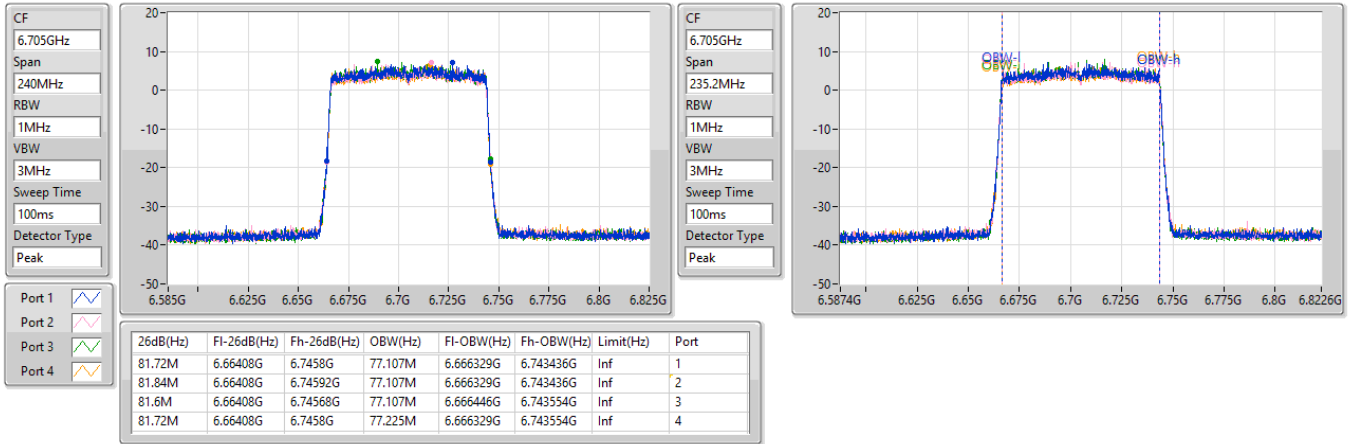 CF
6.705GHz
Span
240MHz
RBW
1MHz
VBW
3MHz
Sweep Time
100ms
Detector Type
Peak
20
10
0
-10
-20
-30
-40
-50
6.585G 6.625G 6.65G 6.675G 6.7G 6.725G 6.75G 6.775G 6.8G 6.825G
CF
6.705GHz
Span
235.2MHz
RBW
1MHz
VBW
3MHz
Sweep Time
100ms
Detector Type
Peak
20
10
0
-10
-20
-30
-40
-50
OBW-l OBW-h
6.5874G 6.625G 6.65G 6.675G 6.7G 6.725G 6.75G 6.775G 6.8G 6.8226G
Port 1
Port 2
Port 3
Port 4
26dB(Hz) Fl-26dB(Hz) Fh-26dB(Hz) OBW(Hz) Fl-OBW(Hz) Fh-OBW(Hz) Limit(Hz) Port
81.72M 6.66408G 6.7458G 77.107M 6.666329G 6.743436G Inf 1
81.84M 6.66408G 6.74592G 77.107M 6.666329G 6.743436G Inf 2
81.6M 6.66408G 6.74568G 77.107M 6.666446G 6.743554G Inf 3
81.72M 6.66408G 6.7458G 77.225M 6.666329G 6.743554G Inf 4